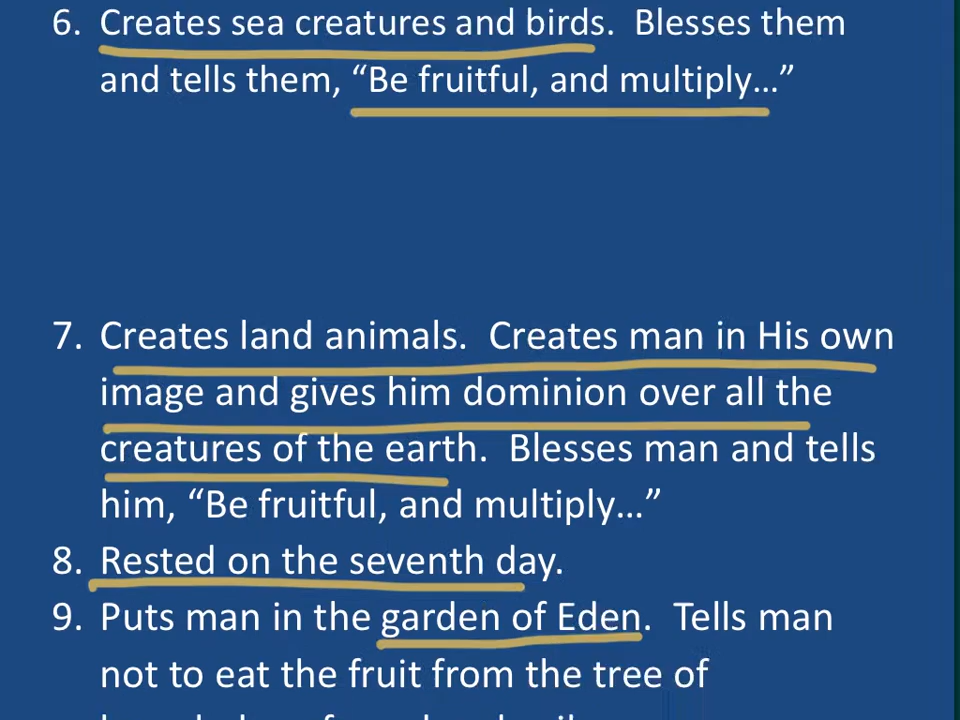 6. Creates sea creatures and birds. Blesses them
and tells them, “Be fruitful, and multiply…”
7. Creates land animals. Creates man in His own
image and gives him dominion over all the
creatures of the earth. Blesses man and tells
him, “Be fruitful, and multiply…”
8. Rested on the seventh day.
9. Puts man in the garden of Eden. Tells man
not to eat the fruit from the tree of